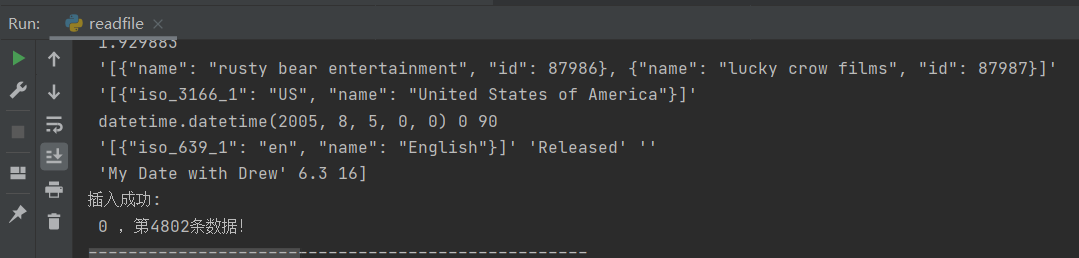 Run: readfile
1.929883
'[{"name": "rusty bear entertainment", "id": 87986}, {"name": "lucky crow films", "id": 87987}]'
'[{"iso_3166_1": "US", "name": "United States of America"}]'
datetime.datetime(2005, 8, 5, 0, 0) 0 90
'[{"iso_639_1": "en", "name": "English"}]' 'Released' ''
'My Date with Drew' 6.3 16]
插入成功:
0 ，第4802条数据!
--------------------------------------------------